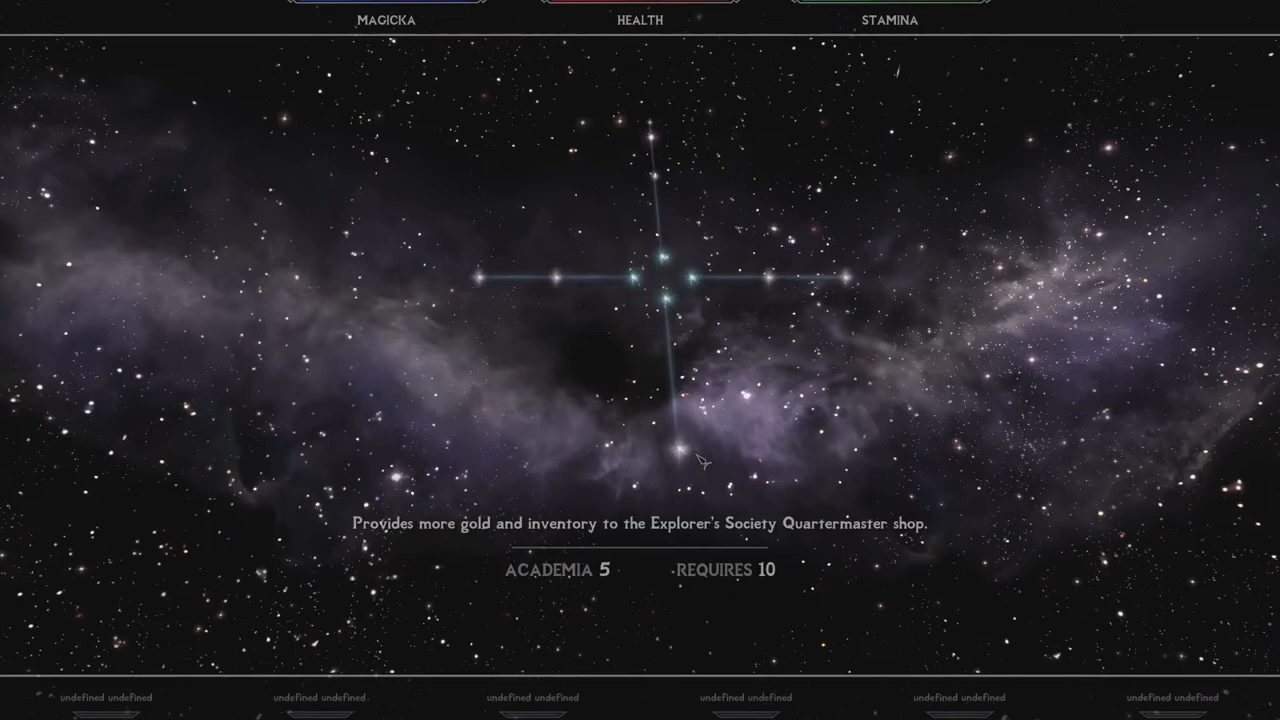 MAGICKA HEALTH STAMINA
Provides more gold and inventory to the Explorer's Society Quartermaster shop.
ACADEMIA 5 REQUIRES 10
undefined undefined undefined undefined undefined undefined undefined undefined undefined undefined undefined undefined